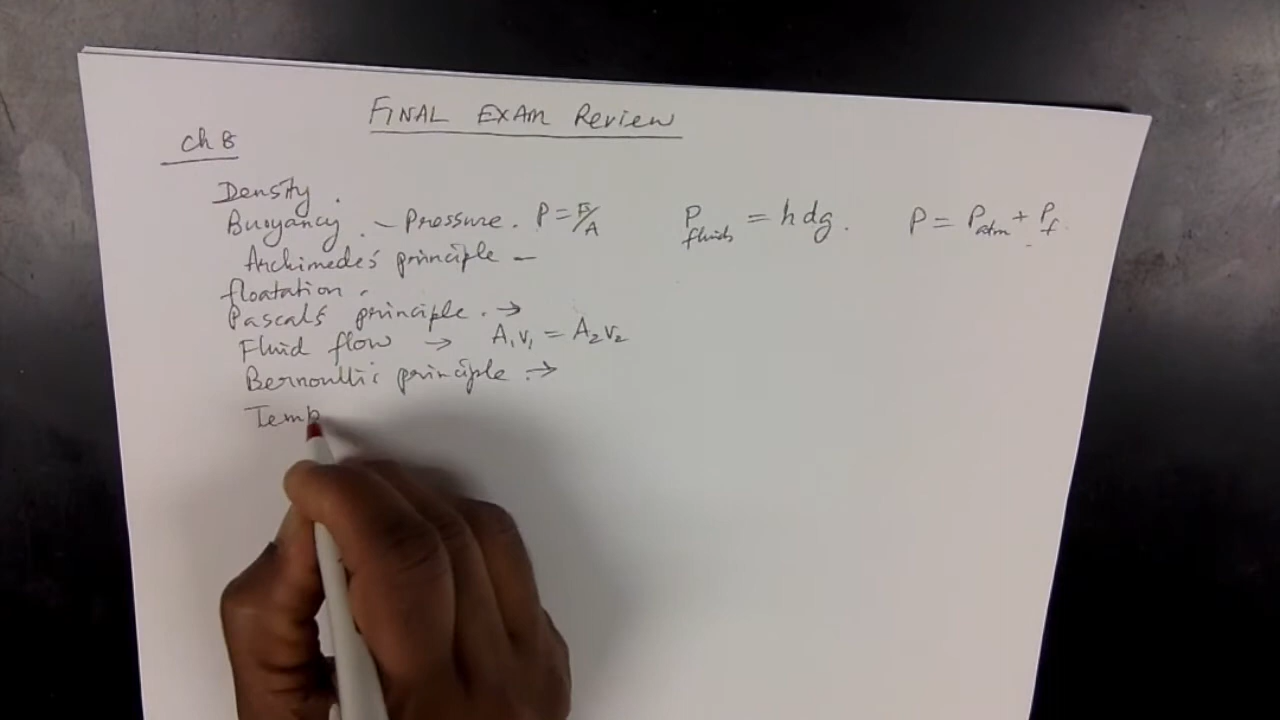 FINAL EXAM Review
Ch 8
Density.
Buoyancy. - Pressure. P = F/A P fluids = hdg. P = Patm + Pf.
Archimedes' principle -
floatation.
Pascal's principle. →
Fluid flow → A₁v₁ = A₂v₂
Bernoulli's principle. →
Temp